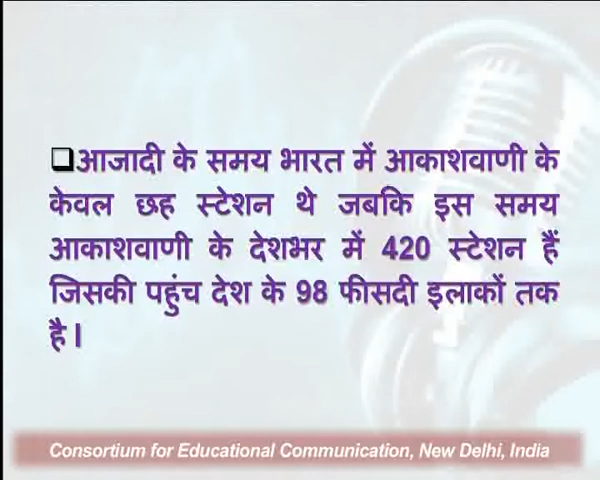 ❑आजादी के समय भारत में आकाशवाणी के
केवल छह स्टेशन थे जबकि इस समय
आकाशवाणी के देशभर में 420 स्टेशन हैं
जिसकी पहुंच देश के 98 फीसदी इलाकों तक
है।
Consortium for Educational Communication, New Delhi, India